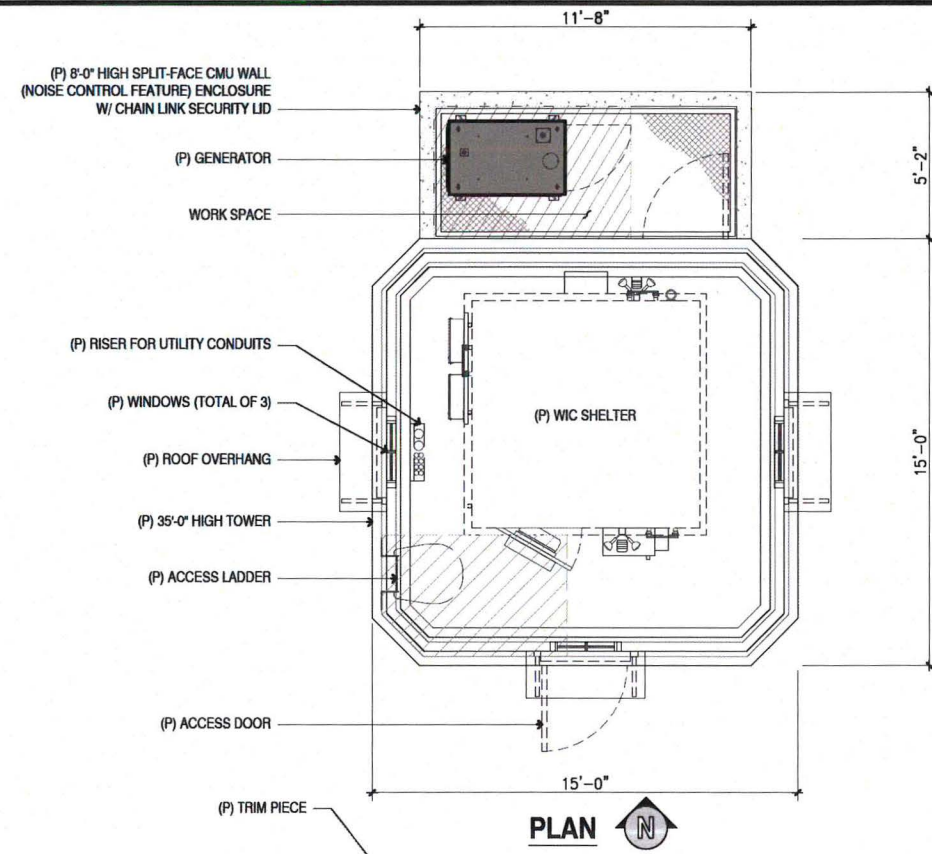 11'-8"
(P) 8'-0" HIGH SPLIT-FACE CMU WALL
(NOISE CONTROL FEATURE) ENCLOSURE
W/ CHAIN LINK SECURITY LID
(P) GENERATOR
5'-2"
WORK SPACE
(P) RISER FOR UTILITY CONDUITS
(P) WINDOWS (TOTAL OF 3)
(P) WIC SHELTER
(P) ROOF OVERHANG
15'-0"
(P) 35'-0" HIGH TOWER
(P) ACCESS LADDER
(P) ACCESS DOOR
15'-0"
(P) TRIM PIECE
PLAN
N